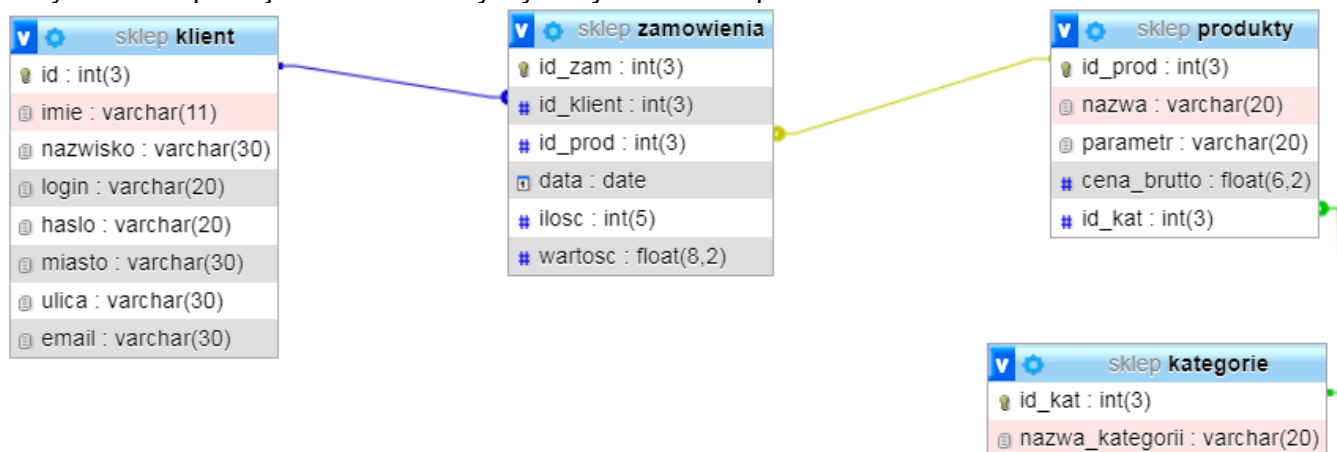 sklep klient
id : int(3)
imie : varchar(11)
nazwisko : varchar(30)
login : varchar(20)
haslo : varchar(20)
miasto : varchar(30)
ulica : varchar(30)
email : varchar(30)
sklep zamowienia
id_zam : int(3)
id_klient : int(3)
id_prod : int(3)
data : date
ilosc : int(5)
wartosc : float(8,2)
sklep produkty
id_prod : int(3)
nazwa : varchar(20)
parametr : varchar(20)
cena_brutto : float(6,2)
id_kat : int(3)
sklep kategorie
id_kat : int(3)
nazwa_kategorii : varchar(20)